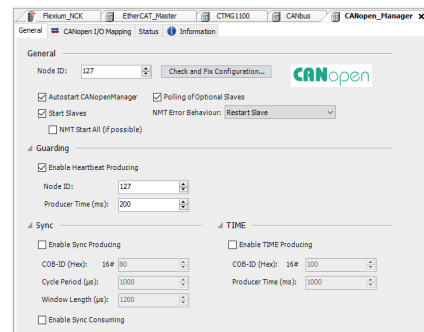 Flexium_NCK EtherCAT_Master CTMG1100 CANbus CANopen_Manager x
General CANopen I/O Mapping Status Information
General
Node ID: 127 Check and Fix Configuration... CANopen
Autostart CANopenManager Polling of Optional Slaves
Start Slaves NMT Error Behaviour: Restart Slave
NMT Start All (if possible)
Guarding
Enable Heartbeat Producing
Node ID: 127
Producer Time (ms): 200
Sync TIME
Enable Sync Producing Enable TIME Producing
COB-ID (Hex): 16# 80 COB-ID (Hex): 16# 100
Cycle Period (µs): 1000 Producer Time (ms): 1000
Window Length (µs): 1200
Enable Sync Consuming